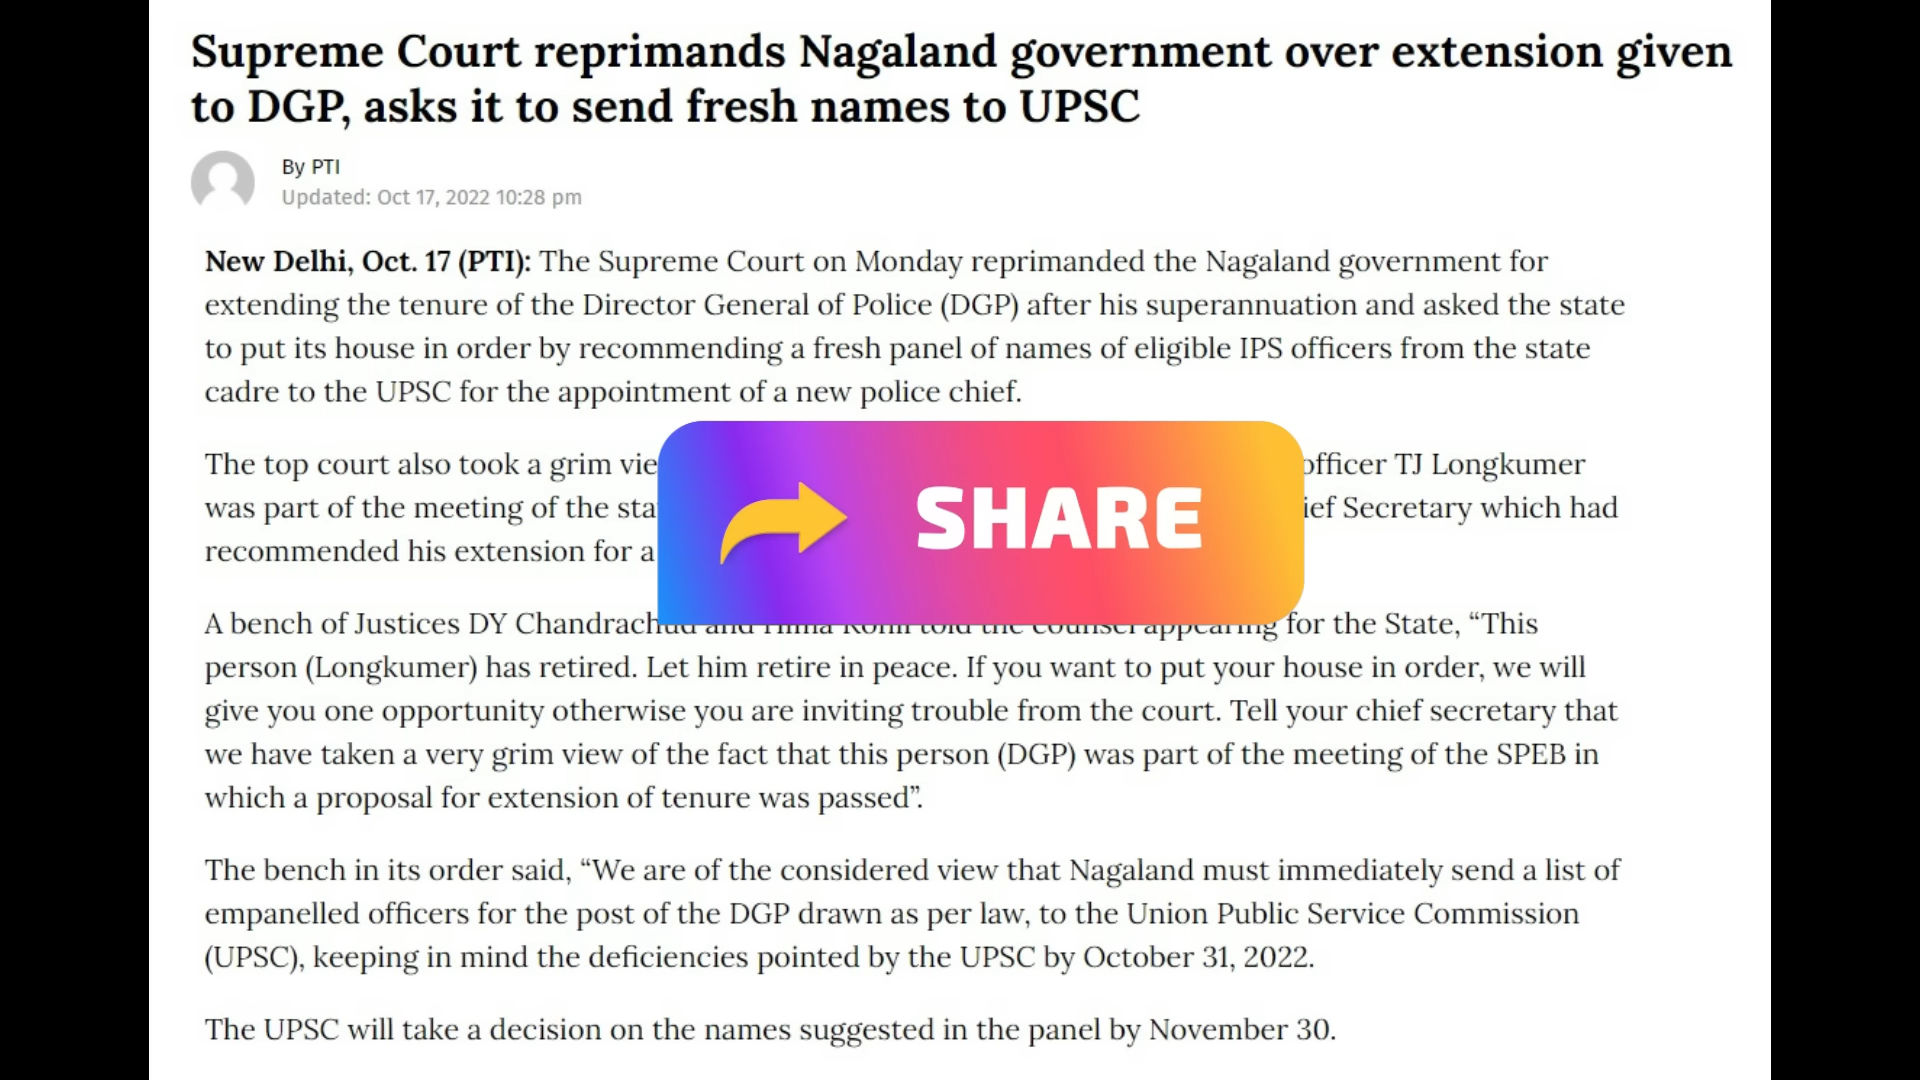 Supreme Court reprimands Nagaland government over extension given
to DGP, asks it to send fresh names to UPSC
By PTI
Updated: Oct 17, 2022 10:28 pm
New Delhi, Oct. 17 (PTI): The Supreme Court on Monday reprimanded the Nagaland government for
extending the tenure of the Director General of Police (DGP) after his superannuation and asked the state
to put its house in order by recommending a fresh panel of names of eligible IPS officers from the state
cadre to the UPSC for the appointment of a new police chief.
The top court also took a grim officer TJ Longkumer
was part of the meeting of the Secretary which had
recommended his extension for a
SHARE
A bench of Justices DY Chandrachud and Hima Kohli told the counsel appearing for the State, “This
person (Longkumer) has retired. Let him retire in peace. If you want to put your house in order, we will
give you one opportunity otherwise you are inviting trouble from the court. Tell your chief secretary that
we have taken a very grim view of the fact that this person (DGP) was part of the meeting of the SPEB in
which a proposal for extension of tenure was passed”.
The bench in its order said, “We are of the considered view that Nagaland must immediately send a list of
empanelled officers for the post of the DGP drawn as per law, to the Union Public Service Commission
(UPSC), keeping in mind the deficiencies pointed by the UPSC by October 31, 2022.
The UPSC will take a decision on the names suggested in the panel by November 30.